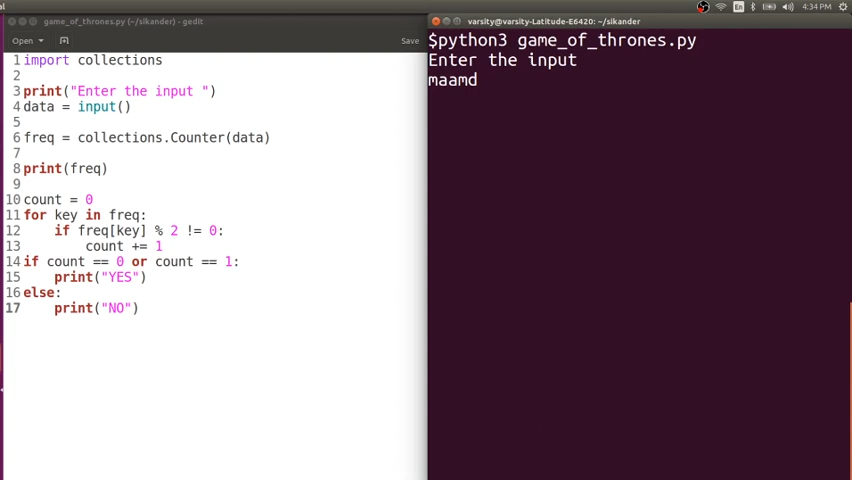 al
En
4:34 PM
game_of_thrones.py (~/sikander) - gedit
varsity@varsity-Latitude-E6420: ~/sikander
Open
Save
1 import collections
2
3 print("Enter the input ")
4 data = input()
5
6 freq = collections.Counter(data)
7
8 print(freq)
9
10 count = 0
11 for key in freq:
12     if freq[key] % 2 != 0:
13         count += 1
14 if count == 0 or count == 1:
15     print("YES")
16 else:
17     print("NO")
$python3 game_of_thrones.py
Enter the input
maamd